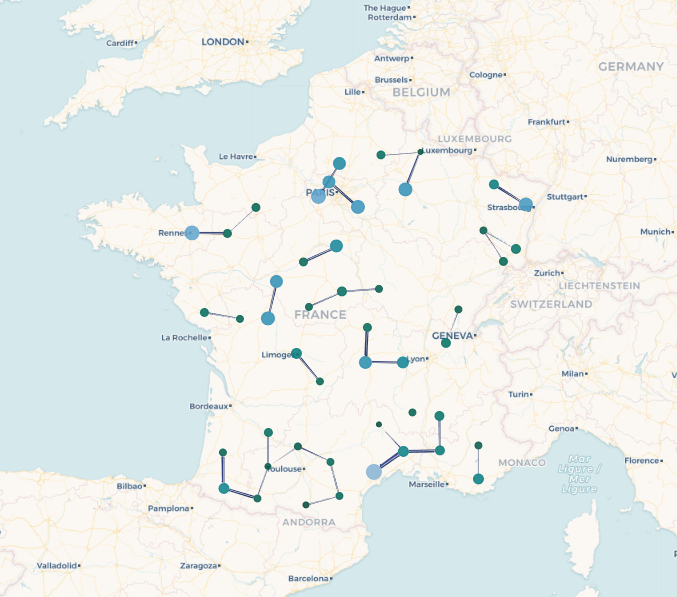 The Hague
Rotterdam
Cardiff
LONDON
Antwerp
GERMANY
Cologne
Brussels
Lille
BELGIUM
Frankfurt
LUXEMBOURG
Luxembourg
Le Havre
Nuremberg
PARIS
Stuttgart
Strasbourg
Rennes
Munich
Zurich
LIECHTENSTEIN
SWITZERLAND
FRANCE
La Rochelle
GENEVA
Limoges
Lyon
Milan
Turin
Bordeaux
Genoa
Mar
Ligure /
Mer
Ligure
MONACO
Florence
Toulouse
Bilbao
Marseille
Pamplona
ANDORRA
Valladolid
Zaragoza
Barcelona